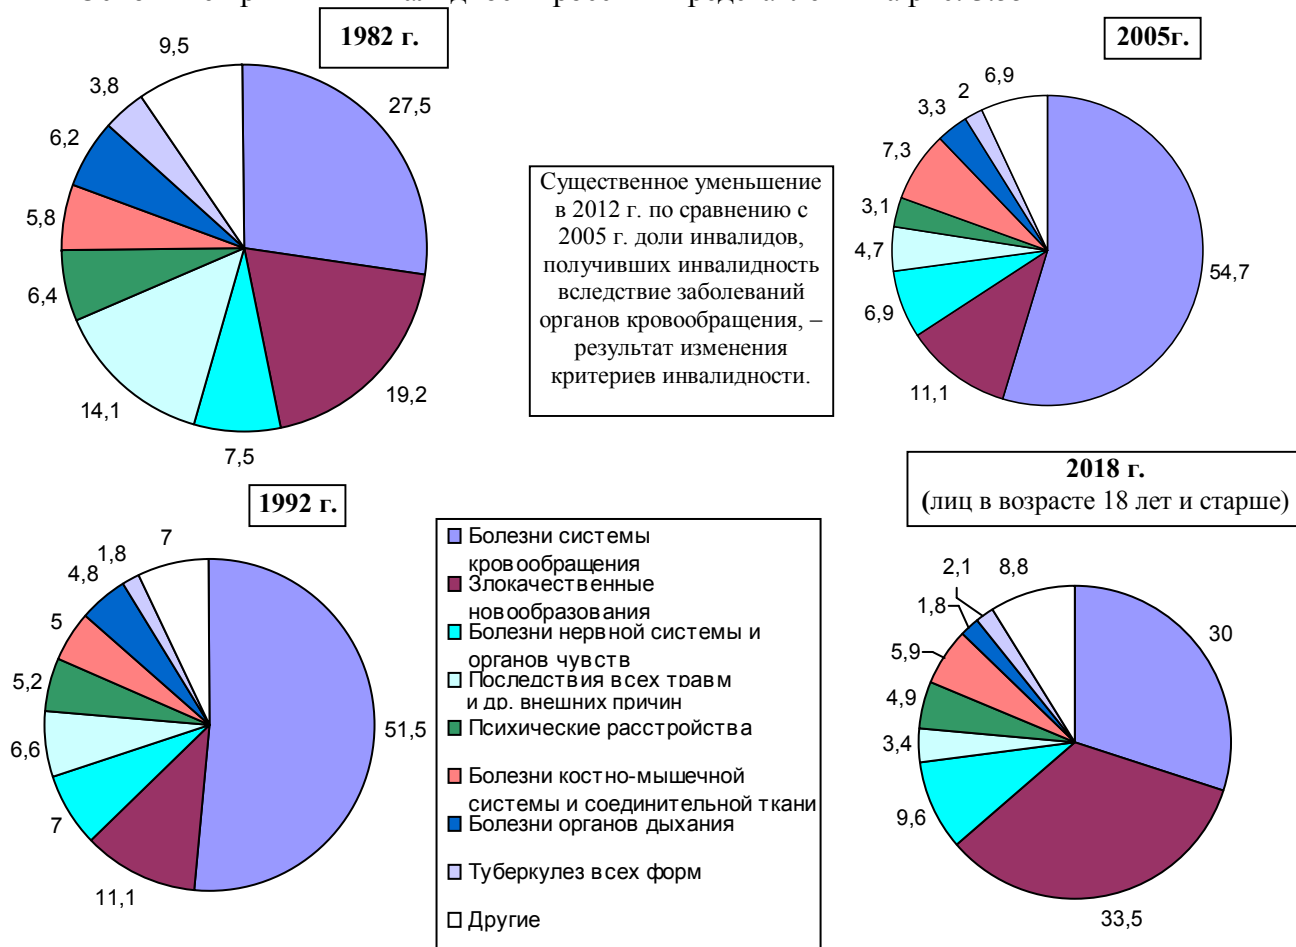 1982 г.
9,5
3,8
6,2
5,8
6,4
14,1
7,5
19,2
27,5
2005г.
6,9
2
3,3
7,3
3,1
4,7
6,9
11,1
54,7
Существенное уменьшение
в 2012 г. по сравнению с
2005 г. доли инвалидов,
получивших инвалидность
вследствие заболеваний
органов кровообращения, –
результат изменения
критериев инвалидности.
1992 г.
7
1,8
4,8
5
5,2
6,6
7
11,1
51,5
Болезни системы
кровообращения
Злокачественные
новообразования
Болезни нервной системы и
органов чувств
Последствия всех травм
и др. внешних причин
Психические расстройства
Болезни костно-мышечной
системы и соединительной ткани
Болезни органов дыхания
Туберкулез всех форм
Другие
2018 г.
(лиц в возрасте 18 лет и старше)
8,8
2,1
1,8
5,9
4,9
3,4
9,6
33,5
30